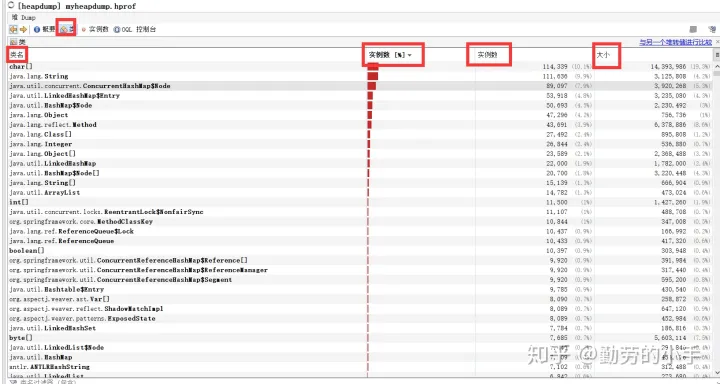 [heapdump] myheapdump.hprof
堆 Dump
概要 类 实例数 OQL 控制台
类 与另一个堆转储进行比较 ×
类名 实例数 [%] 实例数 大小
char[] 114,339 (10.1%) 14,393,986 (19.3%)
java.lang.String 111,636 (9.9%) 3,125,808 (4.2%)
java.util.concurrent.ConcurrentHashMap$Node 89,097 (7.9%) 3,920,268 (5.3%)
java.util.LinkedHashMap$Entry 53,918 (4.8%) 3,235,080 (4.3%)
java.util.HashMap$Node 50,693 (4.5%) 2,230,492 (3%)
java.lang.Object 47,296 (4.2%) 756,736 (1%)
java.lang.reflect.Method 43,691 (3.9%) 6,378,886 (8.6%)
java.lang.Class[] 27,492 (2.4%) 895,808 (1.2%)
java.lang.Integer 26,844 (2.4%) 536,880 (0.7%)
java.lang.Object[] 23,589 (2.1%) 2,368,488 (3.2%)
java.util.LinkedHashMap 22,000 (1.9%) 1,782,000 (2.4%)
java.util.HashMap$Node[] 20,700 (1.8%) 3,220,448 (4.3%)
java.lang.String[] 15,139 (1.3%) 666,904 (0.9%)
java.util.ArrayList 14,782 (1.3%) 473,024 (0.6%)
int[] 11,500 (1%) 1,427,260 (1.9%)
java.util.concurrent.locks.ReentrantLock$NonfairSync 11,107 (1%) 488,708 (0.7%)
org.springframework.core.MethodClassKey 10,844 (1%) 347,008 (0.5%)
java.lang.ref.ReferenceQueue$Lock 10,437 (0.9%) 166,992 (0.2%)
java.lang.ref.ReferenceQueue 10,433 (0.9%) 417,320 (0.6%)
boolean[] 10,397 (0.9%) 303,948 (0.4%)
org.springframework.util.ConcurrentReferenceHashMap$Reference[] 9,920 (0.9%) 391,984 (0.5%)
org.springframework.util.ConcurrentReferenceHashMap$ReferenceManager 9,920 (0.9%) 317,440 (0.4%)
org.springframework.util.ConcurrentReferenceHashMap$Segment 9,920 (0.9%) 595,200 (0.8%)
java.util.Hashtable$Entry 9,785 (0.9%) 430,540 (0.6%)
org.aspectj.weaver.ast.Var[] 8,090 (0.7%) 258,872 (0.3%)
org.aspectj.weaver.reflect.ShadowMatchImpl 8,089 (0.7%) 647,120 (0.9%)
org.aspectj.weaver.patterns.ExposedState 8,089 (0.7%) 452,984 (0.6%)
java.util.LinkedHashSet 7,784 (0.7%) 186,816 (0.3%)
byte[] 7,685 (0.7%) 5,603,114 (7.5%)
java.util.LinkedList$Node
java.util.HashMap
antlr.ANTLRHashString 7,102 (0.6%) 312,488 (0.4%)
java.util.LinkedList
知乎 @勤劳的小手